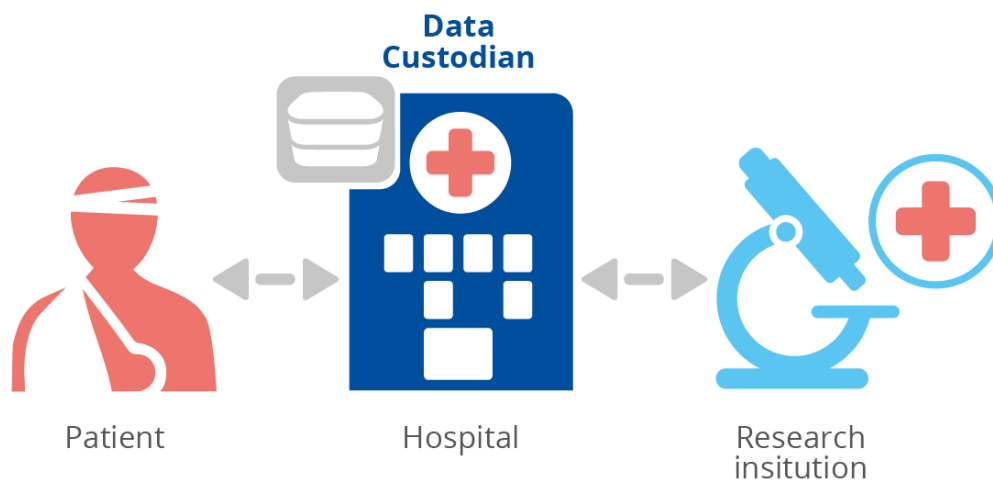 Data
Custodian
Patient
Hospital
Research
insitution